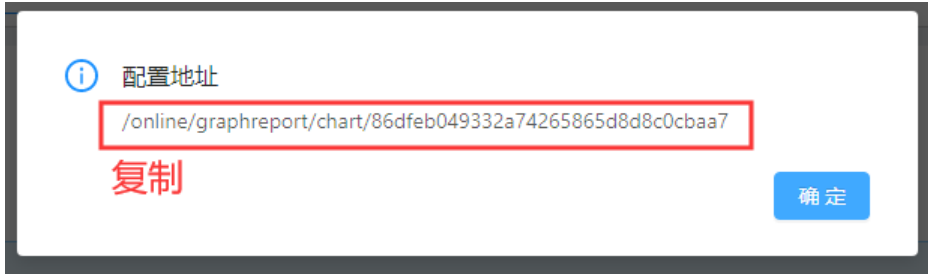 配置地址
/online/graphreport/chart/86dfeb049332a74265865d8d8c0cbaa7
复制
确 定